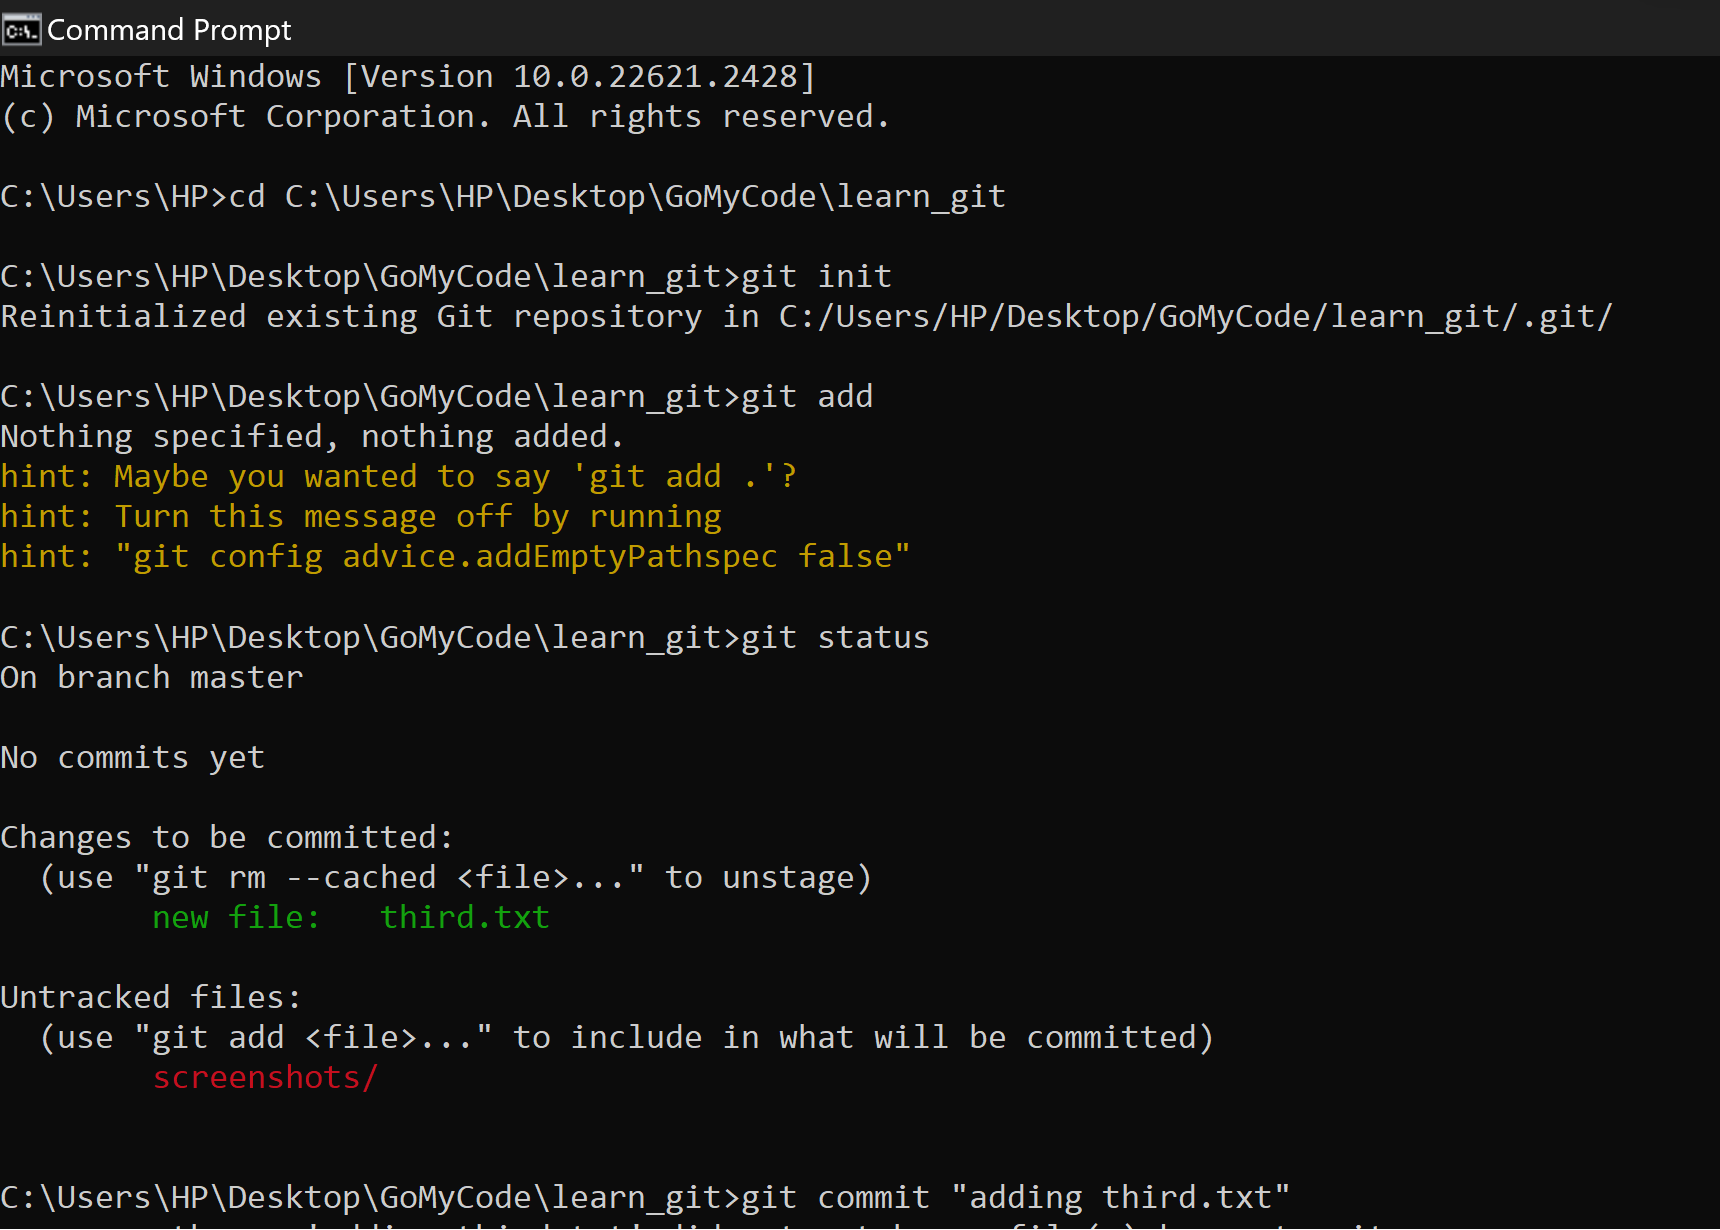 Command Prompt
Microsoft Windows [Version 10.0.22621.2428]
(c) Microsoft Corporation. All rights reserved.
C:\Users\HP>cd C:\Users\HP\Desktop\GoMyCode\learn_git
C:\Users\HP\Desktop\GoMyCode\learn_git>git init
Reinitialized existing Git repository in C:/Users/HP/Desktop/GoMyCode/learn_git/.git/
C:\Users\HP\Desktop\GoMyCode\learn_git>git add
Nothing specified, nothing added.
hint: Maybe you wanted to say 'git add .'?
hint: Turn this message off by running
hint: "git config advice.addEmptyPathspec false"
C:\Users\HP\Desktop\GoMyCode\learn_git>git status
On branch master
No commits yet
Changes to be committed:
  (use "git rm --cached <file>..." to unstage)
        new file:   third.txt
Untracked files:
  (use "git add <file>..." to include in what will be committed)
        screenshots/
C:\Users\HP\Desktop\GoMyCode\learn_git>git commit "adding third.txt"